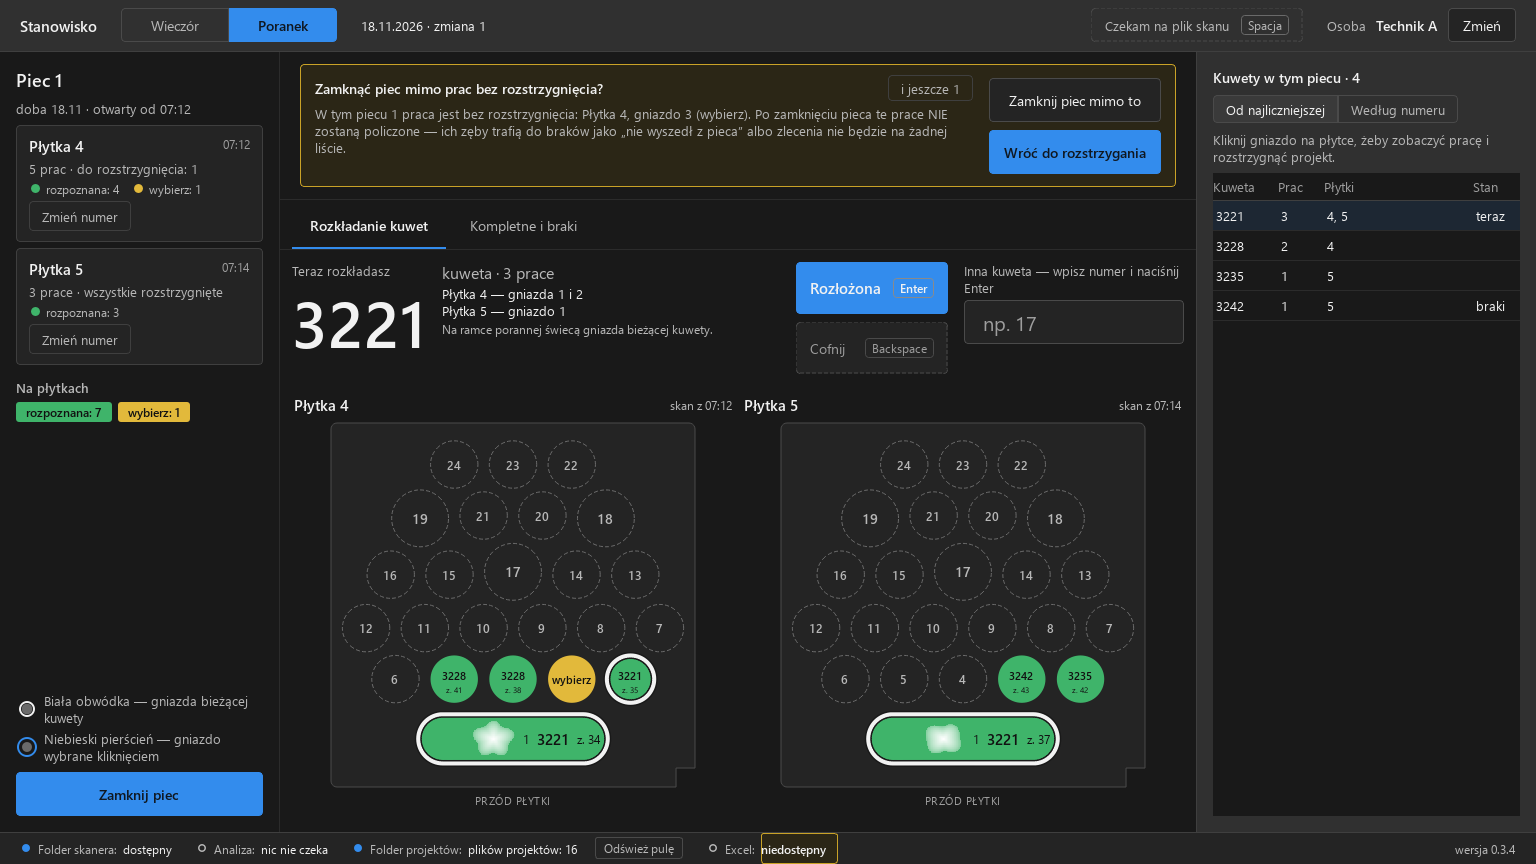 Stanowisko
Wieczór
Poranek
18.11.2026 · zmiana 1
Czekam na plik skanu
Spacja
Osoba
Technik A
Zmień
Piec 1
doba 18.11 · otwarty od 07:12
Płytka 4
07:12
5 prac · do rozstrzygnięcia: 1
rozpoznana: 4
wybierz: 1
Zmień numer
Płytka 5
07:14
3 prace · wszystkie rozstrzygnięte
rozpoznana: 3
Zmień numer
Na płytkach
rozpoznana: 7
wybierz: 1
Biała obwódka — gniazda bieżącej
kuwety
Niebieski pierścień — gniazdo
wybrane kliknięciem
Zamknij piec
Zamknąć piec mimo prac bez rozstrzygnięcia?
i jeszcze 1
W tym piecu 1 praca jest bez rozstrzygnięcia: Płytka 4, gniazdo 3 (wybierz). Po zamknięciu pieca te prace NIE
zostaną policzone — ich zęby trafią do braków jako „nie wyszedł z pieca” albo zlecenia nie będzie na żadnej
liście.
Zamknij piec mimo to
Wróć do rozstrzygania
Rozkładanie kuwet
Kompletne i braki
Teraz rozkładasz
3221
kuweta · 3 prace
Płytka 4 — gniazda 1 i 2
Płytka 5 — gniazdo 1
Na ramce porannej świecą gniazda bieżącej kuwety.
Rozłożona
Enter
Cofnij
Backspace
Inna kuweta — wpisz numer i naciśnij
Enter
np. 17
Płytka 4
skan z 07:12
24
23
22
19
21
20
18
16
15
17
14
13
12
11
10
9
8
7
6
3228
z. 41
3228
z. 38
wybierz
3221
z. 35
1 3221 z. 34
PRZÓD PŁYTKI
Płytka 5
skan z 07:14
24
23
22
19
21
20
18
16
15
17
14
13
12
11
10
9
8
7
6
5
4
3242
z. 43
3235
z. 42
1 3221 z. 37
PRZÓD PŁYTKI
Kuwety w tym piecu · 4
Od najliczniejszej
Według numeru
Kliknij gniazdo na płytce, żeby zobaczyć pracę i
rozstrzygnąć projekt.
Kuweta Prac Płytki Stan
3221 3 4, 5 teraz
3228 2 4
3235 1 5
3242 1 5 braki
Folder skanera: dostępny
Analiza: nic nie czeka
Folder projektów: plików projektów: 16
Odśwież pulę
Excel: niedostępny
wersja 0.3.4